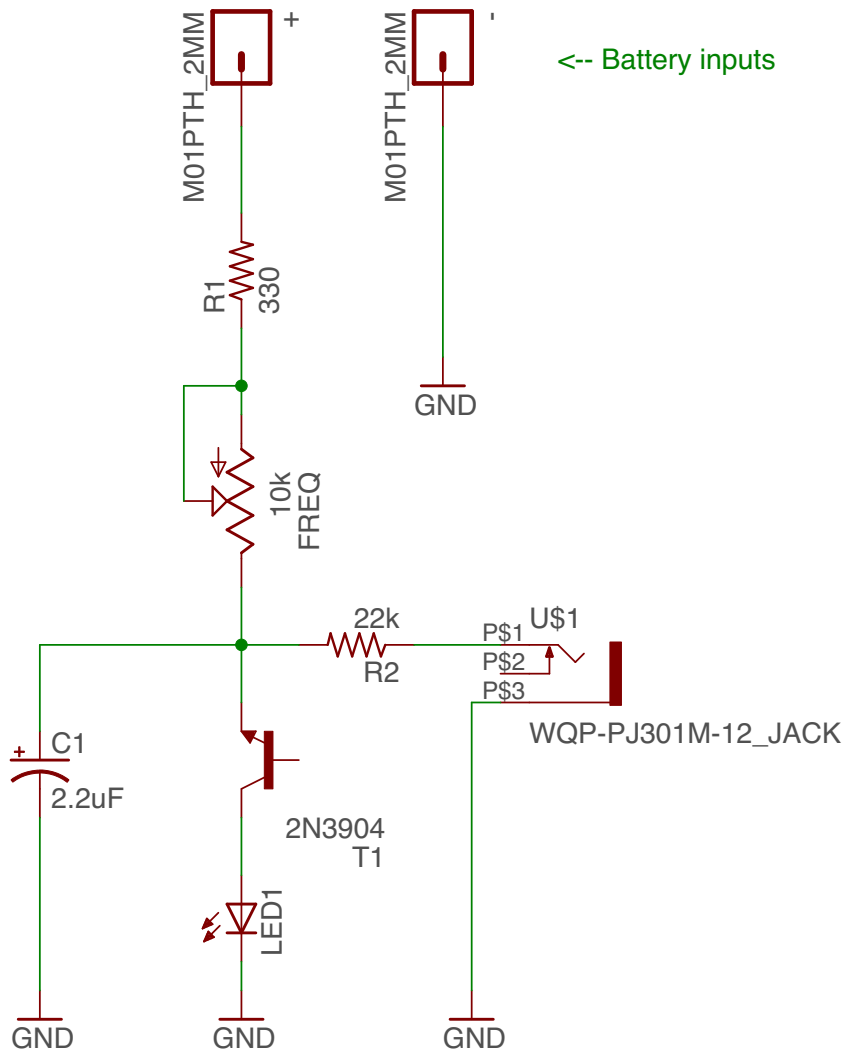 M01PTH_2MM
+
M01PTH_2MM
'
<-- Battery inputs
R1
330
GND
10k
FREQ
22k
R2
U$1
P$1
P$2
P$3
WQP-PJ301M-12_JACK
+
C1
2.2uF
2N3904
T1
LED1
GND
GND
GND